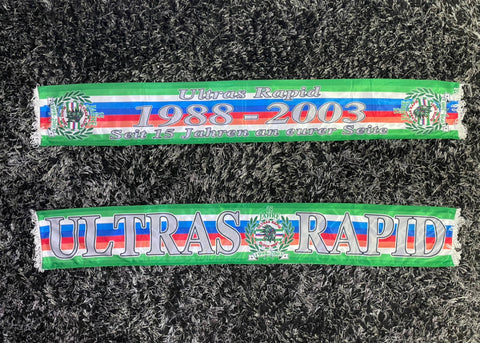 Ultras Rapid
1988 - 2003
Seit 15 Jahren an eurer Seite
ULTRAS RAPID